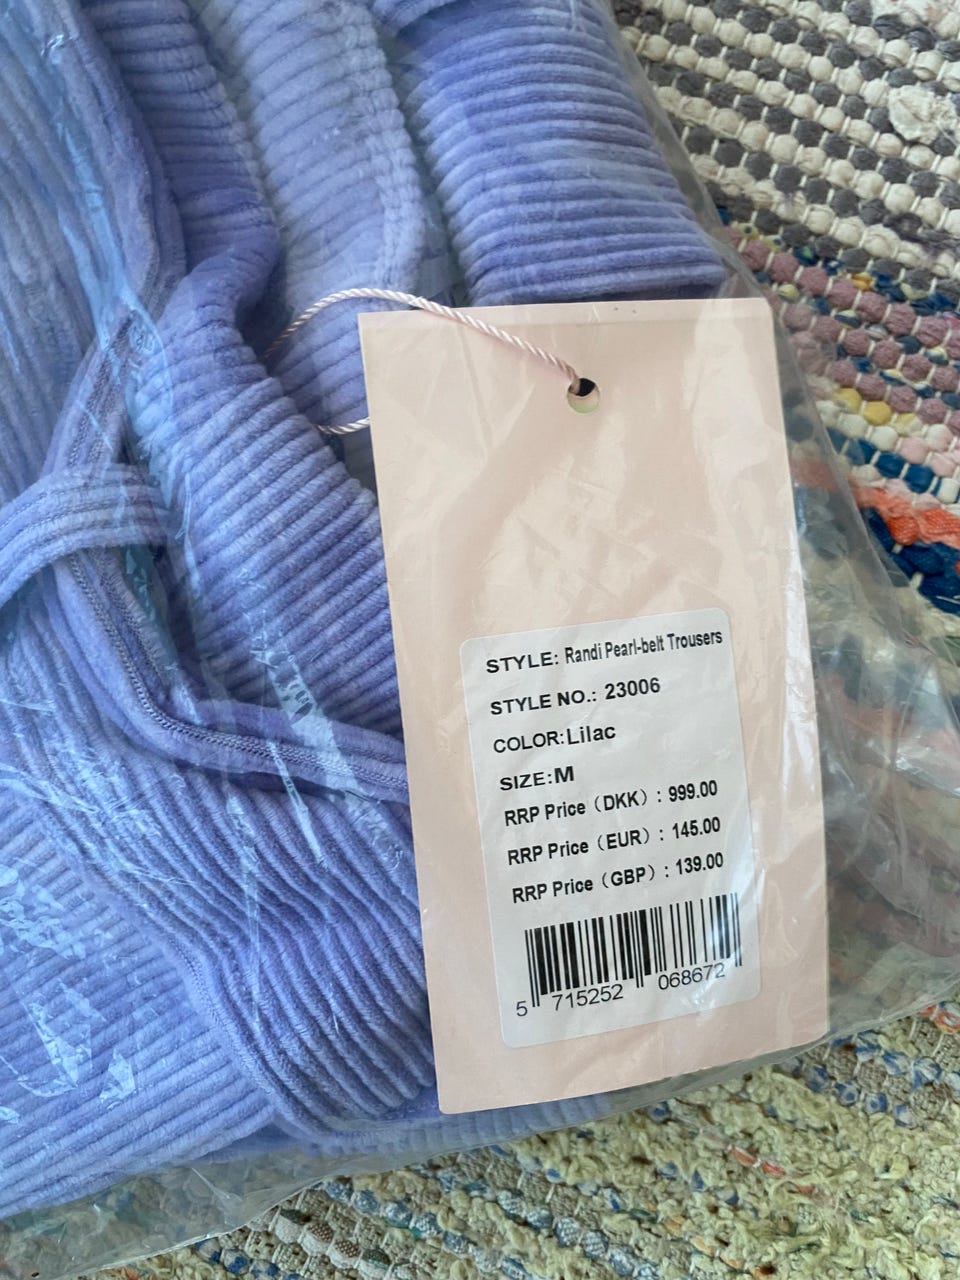 STYLE: Randi Pearl-belt Trousers
STYLE NO.: 23006
COLOR:Lilac
SIZE:M
RRP Price（DKK）: 999.00
RRP Price（EUR）: 145.00
RRP Price（GBP）: 139.00
5 715252 068672